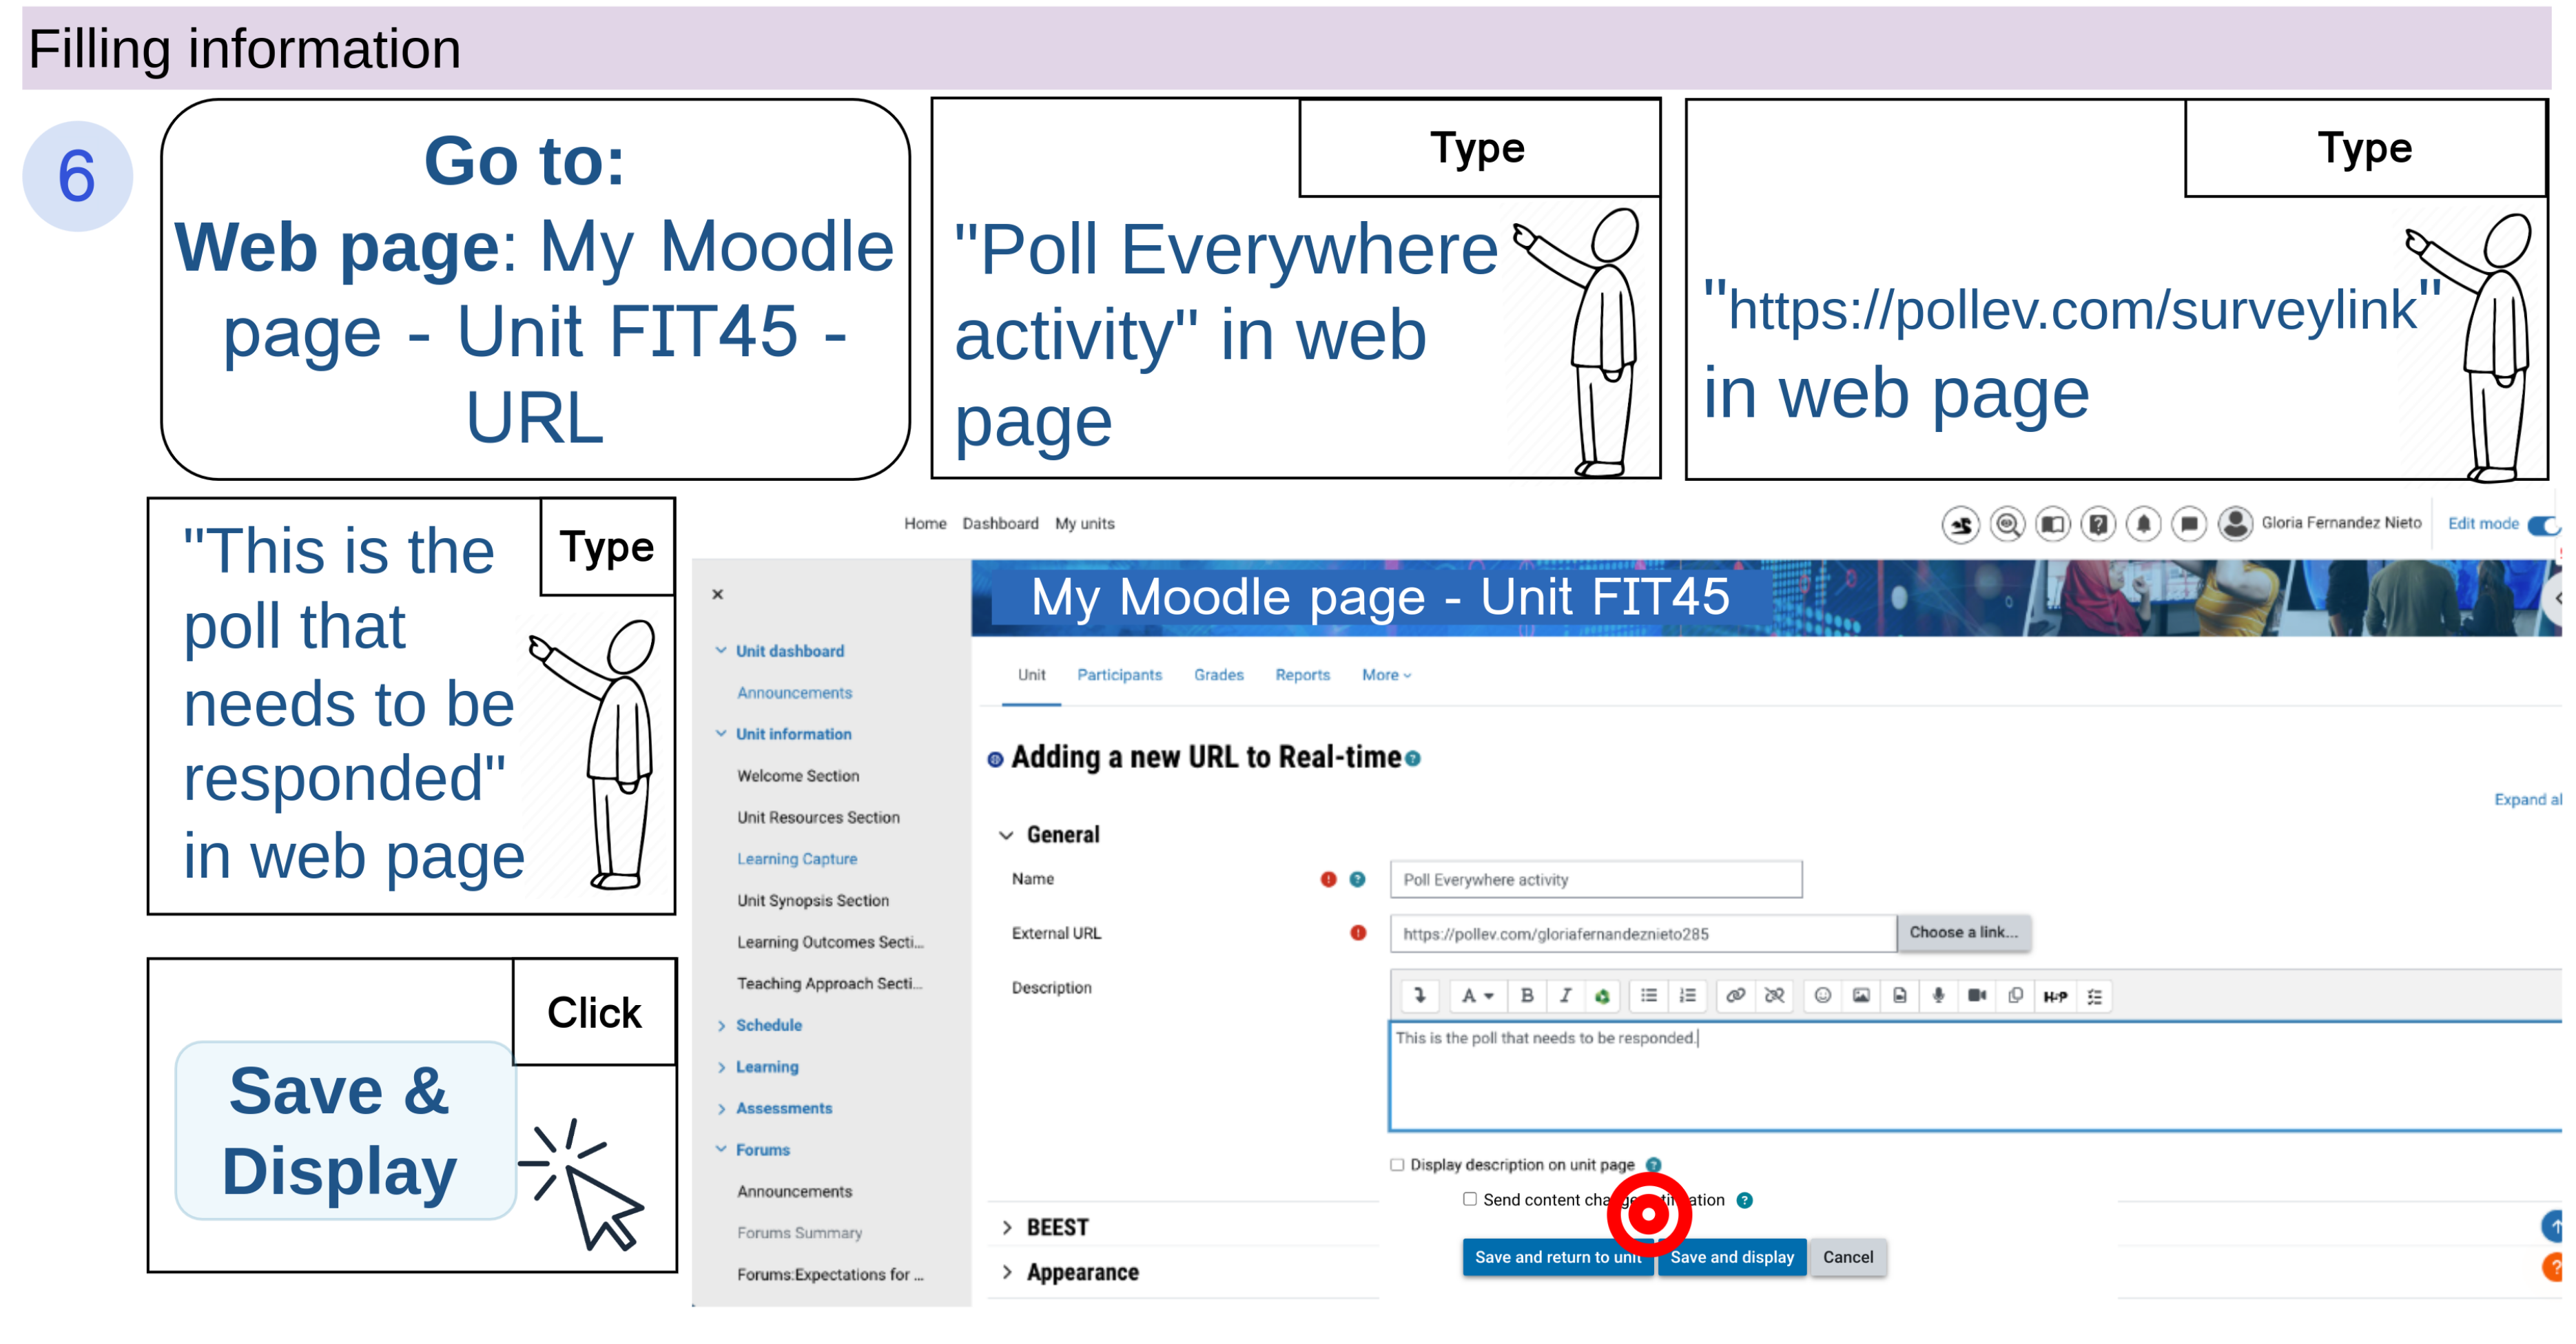 Filling information
6
Go to:
Web page: My Moodle
page - Unit FIT45 -
URL
Type
"Poll Everywhere
activity" in web
page
Type
"https://pollev.com/surveylink"
in web page
Type
"This is the
poll that
needs to be
responded"
in web page
Click
Save &
Display
Home Dashboard My units
Gloria Fernandez Nieto
Edit mode
My Moodle page - Unit FIT45
Unit dashboard
Announcements
Unit information
Welcome Section
Unit Resources Section
Learning Capture
Unit Synopsis Section
Learning Outcomes Secti...
Teaching Approach Secti...
Schedule
Learning
Assessments
Forums
Announcements
Forums Summary
Forums:Expectations for ...
Unit Participants Grades Reports More
Adding a new URL to Real-time
Expand al
General
Name
Poll Everywhere activity
External URL
https://pollev.com/gloriafernandeznieto285
Choose a link...
Description
A B I H-P
This is the poll that needs to be responded.
Display description on unit page
Send content change notification
BEEST
Appearance
Save and return to unit
Save and display
Cancel